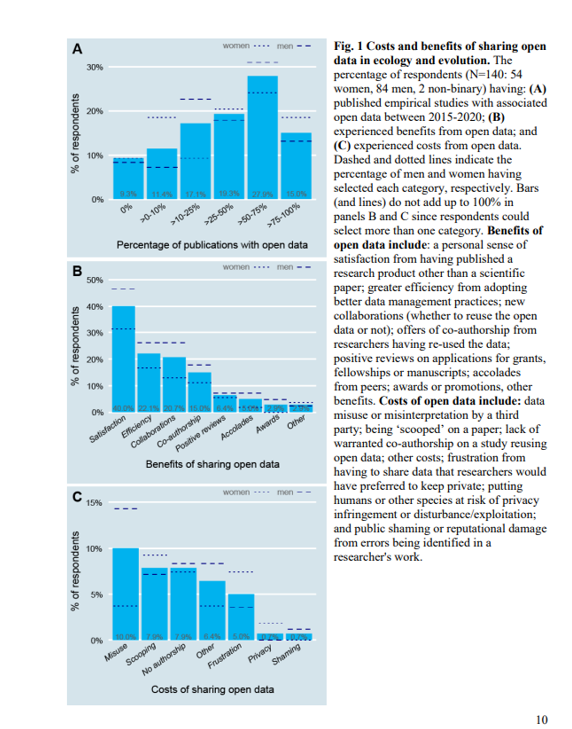 A
women ···· men – –
30%
20%
10%
0%
% of respondents
9.3% 11.4% 17.1% 19.3% 27.9% 15.0%
0% >0-10% >10-25% >25-50% >50-75% >75-100%
Percentage of publications with open data
B
women ···· men – –
50%
40%
30%
20%
10%
0%
% of respondents
40.0% 22.1% 20.7% 15.0% 6.4%
Satisfaction Efficiency Collaborations Co-authorship Positive reviews Accolades Awards Other
Benefits of sharing open data
C
women ···· men – –
15%
10%
5%
0%
% of respondents
10.0% 7.9% 7.9% 6.4% 5.0% 0.7% 0.7%
Misuse Scooping No authorship Other Frustration Privacy Shaming
Costs of sharing open data
Fig. 1 Costs and benefits of sharing open
data in ecology and evolution. The
percentage of respondents (N=140: 54
women, 84 men, 2 non-binary) having: (A)
published empirical studies with associated
open data between 2015-2020; (B)
experienced benefits from open data; and
(C) experienced costs from open data.
Dashed and dotted lines indicate the
percentage of men and women having
selected each category, respectively. Bars
(and lines) do not add up to 100% in
panels B and C since respondents could
select more than one category. Benefits of
open data include: a personal sense of
satisfaction from having published a
research product other than a scientific
paper; greater efficiency from adopting
better data management practices; new
collaborations (whether to reuse the open
data or not); offers of co-authorship from
researchers having re-used the data;
positive reviews on applications for grants,
fellowships or manuscripts; accolades
from peers; awards or promotions, other
benefits. Costs of open data include: data
misuse or misinterpretation by a third
party; being ‘scooped’ on a paper; lack of
warranted co-authorship on a study reusing
open data; other costs; frustration from
having to share data that researchers would
have preferred to keep private; putting
humans or other species at risk of privacy
infringement or disturbance/exploitation;
and public shaming or reputational damage
from errors being identified in a
researcher's work.
10